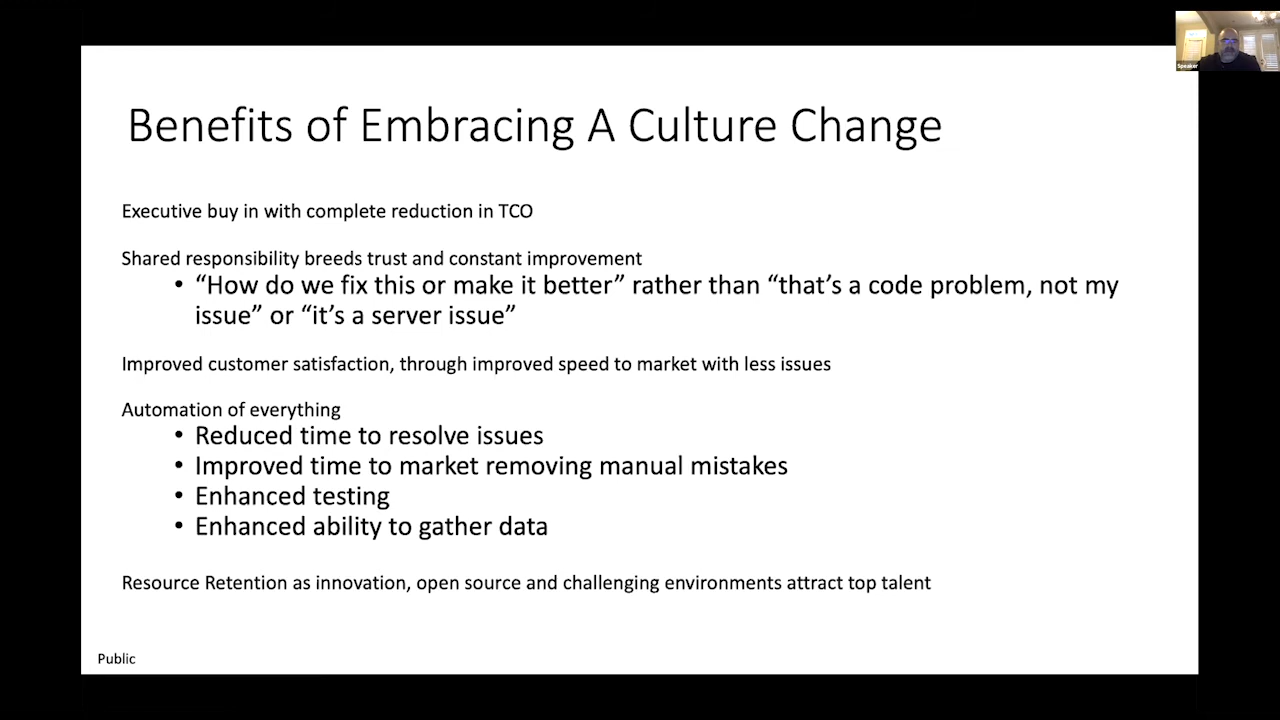 Speaker
Benefits of Embracing A Culture Change
Executive buy in with complete reduction in TCO
Shared responsibility breeds trust and constant improvement
• “How do we fix this or make it better” rather than “that’s a code problem, not my
issue” or “it’s a server issue”
Improved customer satisfaction, through improved speed to market with less issues
Automation of everything
• Reduced time to resolve issues
• Improved time to market removing manual mistakes
• Enhanced testing
• Enhanced ability to gather data
Resource Retention as innovation, open source and challenging environments attract top talent
Public